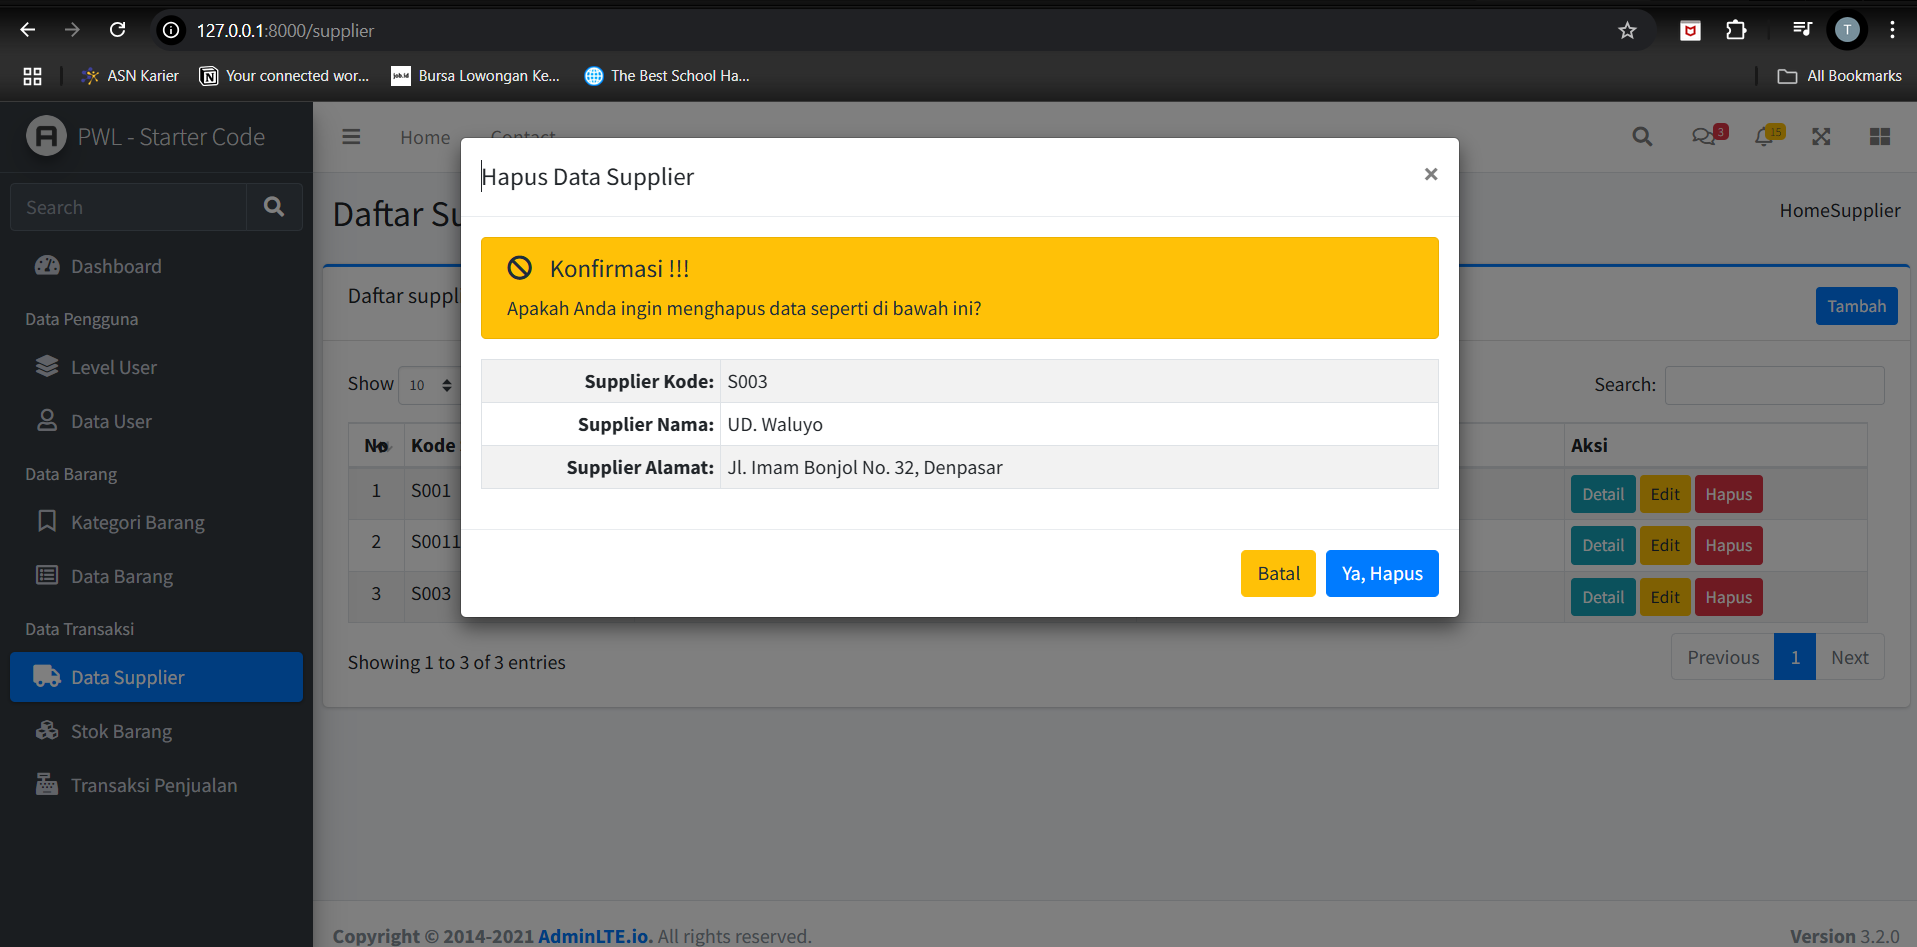 127.0.0.1:8000/supplier
T
ASN Karier
Your connected wor...
Bursa Lowongan Ke...
The Best School Ha...
All Bookmarks
PWL - Starter Code
Home
Contact
3
15
Search
Dashboard
Data Pengguna
Level User
Data User
Data Barang
Kategori Barang
Data Barang
Data Transaksi
Data Supplier
Stok Barang
Transaksi Penjualan
Daftar Su
HomeSupplier
Daftar suppl
Tambah
Show 10
Search:
No Kode Aksi
1 S001 Detail Edit Hapus
2 S0011 Detail Edit Hapus
3 S003 Detail Edit Hapus
Showing 1 to 3 of 3 entries
Previous 1 Next
Hapus Data Supplier
×
Konfirmasi !!!
Apakah Anda ingin menghapus data seperti di bawah ini?
Supplier Kode: S003
Supplier Nama: UD. Waluyo
Supplier Alamat: Jl. Imam Bonjol No. 32, Denpasar
Batal Ya, Hapus
Copyright © 2014-2021 AdminLTE.io. All rights reserved.
Version 3.2.0